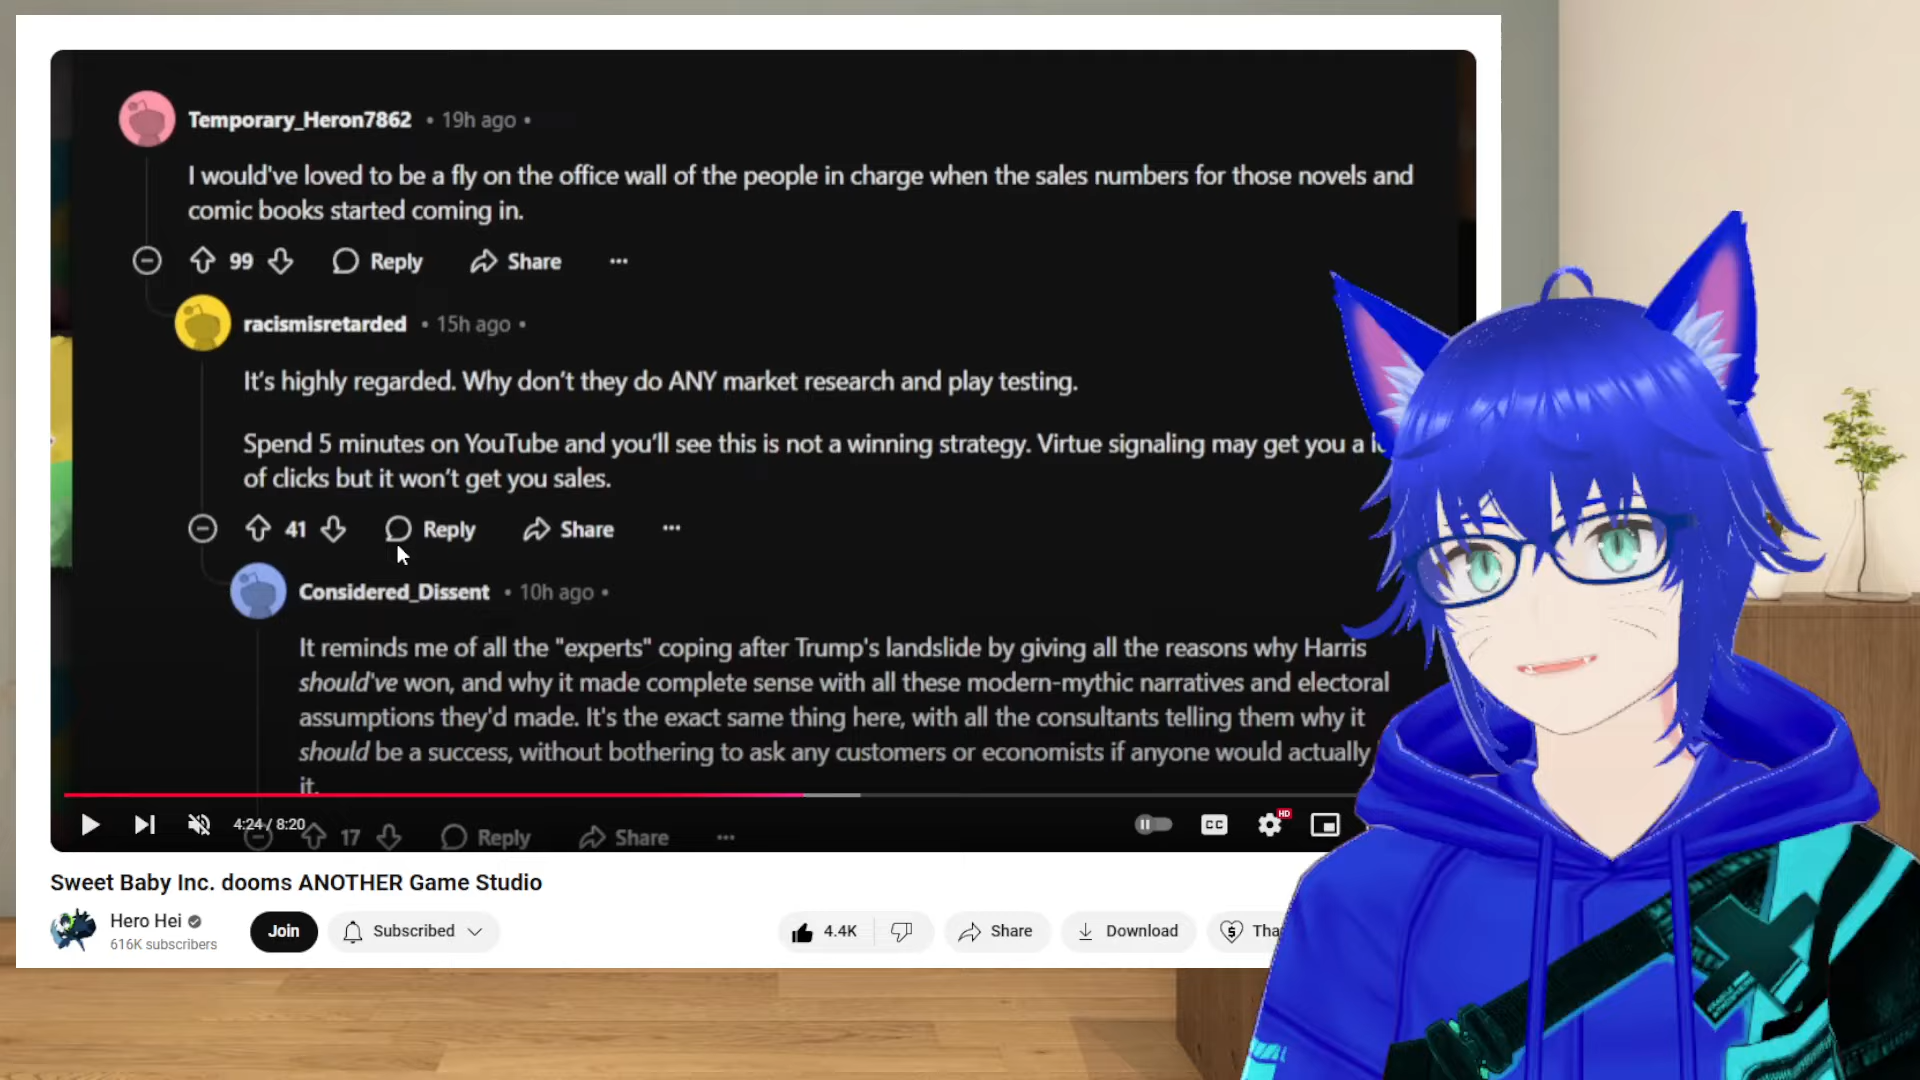 Temporary_Heron7862 • 19h ago •
I would've loved to be a fly on the office wall of the people in charge when the sales numbers for those novels and
comic books started coming in.
99 Reply Share ...
racismisretarded • 15h ago •
It's highly regarded. Why don't they do ANY market research and play testing.
Spend 5 minutes on YouTube and you'll see this is not a winning strategy. Virtue signaling may get you a
of clicks but it won't get you sales.
41 Reply Share ...
Considered_Dissent • 10h ago •
It reminds me of all the "experts" coping after Trump's landslide by giving all the reasons why Harris
should've won, and why it made complete sense with all these modern-mythic narratives and electoral
assumptions they'd made. It's the exact same thing here, with all the consultants telling them why it
should be a success, without bothering to ask any customers or economists if anyone would actually
it.
4:24 / 8:20
CC
HD
17 Reply Share ...
Sweet Baby Inc. dooms ANOTHER Game Studio
Hero Hei
616K subscribers
Join
Subscribed
4.4K
Share
Download